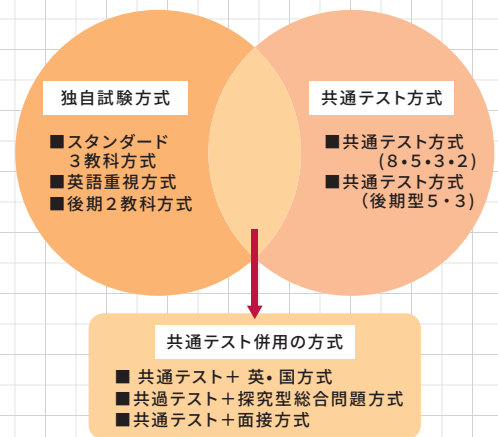 独自試験方式
■スタンダード
３教科方式
■英語重視方式
■後期２教科方式
共通テスト方式
■共通テスト方式
(8・5・3・2)
■共通テスト方式
（後期型5・3)
共通テスト併用の方式
■ 共通テスト＋ 英・国方式
■共過テスト＋探究型総合問題方式
■共通テスト＋面接方式